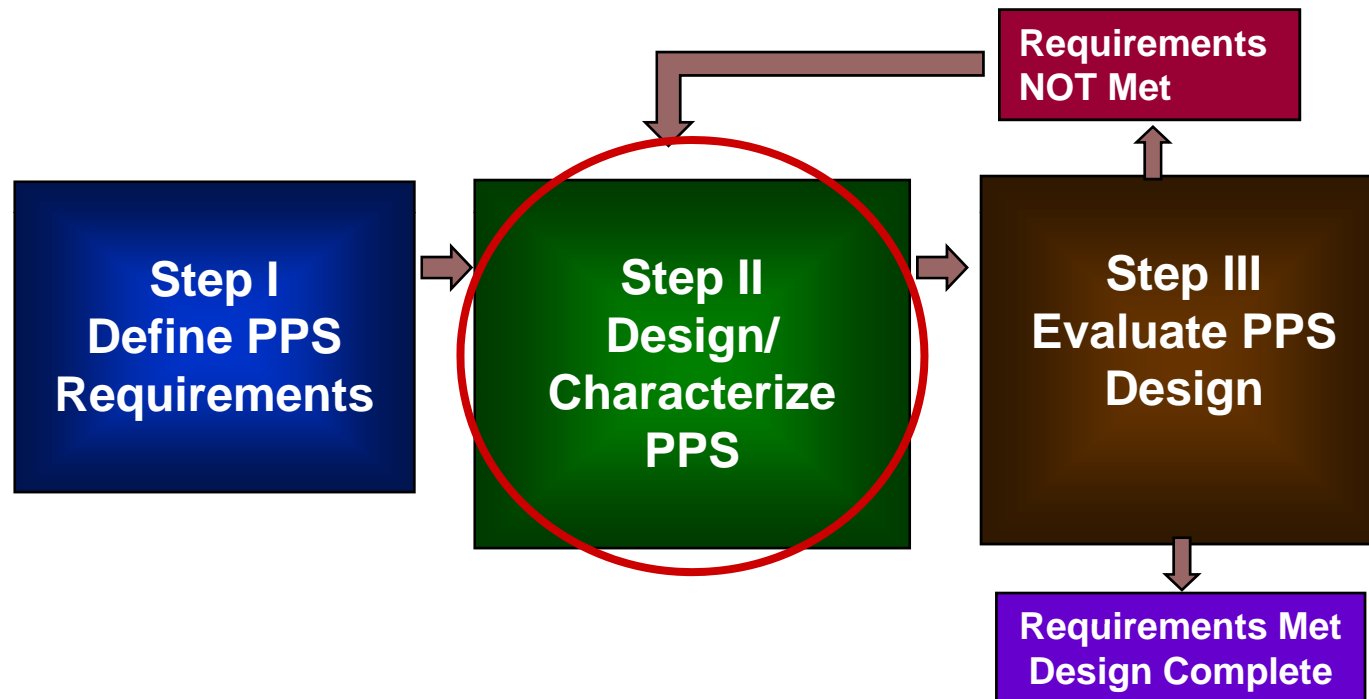 Requirements
NOT Met
Step I
Define PPS
Requirements
Step II
Design/
Characterize
PPS
Step III
Evaluate PPS
Design
Requirements Met
Design Complete